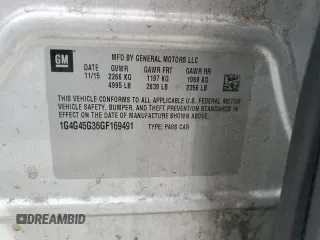 GM
MFD BY GENERAL MOTORS LLC
DATE GVWR GAWR FRT GAWR RR
11/15 2266 KG 1197 KG 1069 KG
4995 LB 2639 LB 2356 LB
THIS VEHICLE CONFORMS TO ALL APPLICABLE U.S. FEDERAL MOTOR
VEHICLE SAFETY, BUMPER, AND THEFT PREVENTION STANDARDS IN
EFFECT ON THE DATE OF MANUFACTURE SHOWN ABOVE.
1G4G45G36GF169491 TYPE: PASS CAR
DREAMBID